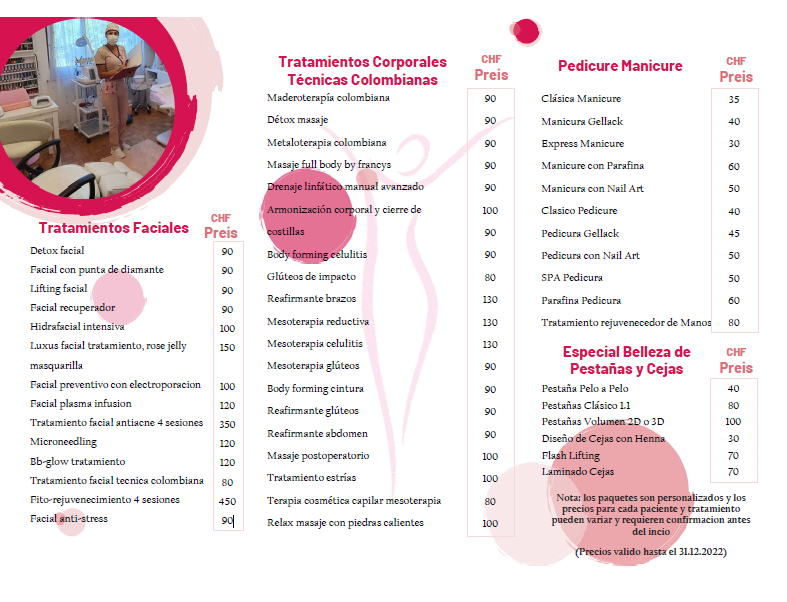 Tratamientos Faciales
CHF
Preis
Detox facial 90
Facial con punta de diamante 90
Lifting facial 90
Facial recuperador 90
Hidrafacial intensiva 100
Luxus facial tratamiento, rose jelly 150
masquarilla
Facial preventivo con electroporacion 100
Facial plasma infusion 120
Tratamiento facial antiacne 4 sesiones 350
Microneedling 120
Bb-glow tratamiento 120
Tratamiento facial tecnica colombiana 80
Fito-rejuvenecimiento 4 sesiones 450
Facial anti-stress 90
Tratamientos Corporales
Técnicas Colombianas
CHF
Preis
Maderoterapía colombiana 90
Détox masaje 90
Metaloterapia colombiana 90
Masaje full body by francys 90
Drenaje linfático manual avanzado 90
Armonización corporal y cierre de 100
costillas 90
Body forming celulitis 90
Glúteos de impacto 80
Reafirmante brazos 130
Mesoterapia reductiva 130
Mesoterapia celulitis 130
Mesoterapia glúteos 90
Body forming cintura 90
Reafirmante glúteos 90
Reafirmante abdomen 90
Masaje postoperatorio 100
Tratamiento estrías 100
Terapia cosmética capilar mesoterapia 80
Relax masaje con piedras calientes 100
Pedicure Manicure
CHF
Preis
Clásica Manicure 35
Manicura Gellack 40
Express Manicure 30
Manicure con Parafina 60
Manicura con Nail Art 50
Clasico Pedicure 40
Pedicura Gellack 45
Pedicura con Nail Art 50
SPA Pedicura 50
Parafina Pedicura 60
Tratamiento rejuvenecedor de Manos 80
Especial Belleza de
Pestañas y Cejas
CHF
Preis
Pestaña Pelo a Pelo 40
Pestañas Clásico 1.1 80
Pestañas Volumen 2D o 3D 100
Diseño de Cejas con Henna 30
Flash Lifting 70
Laminado Cejas 70
Nota: los paquetes son personalizados y los
precios para cada paciente y tratamiento
pueden variar y requieren confirmacion antes
del incio
(Precios valido hasta el 31.12.2022)